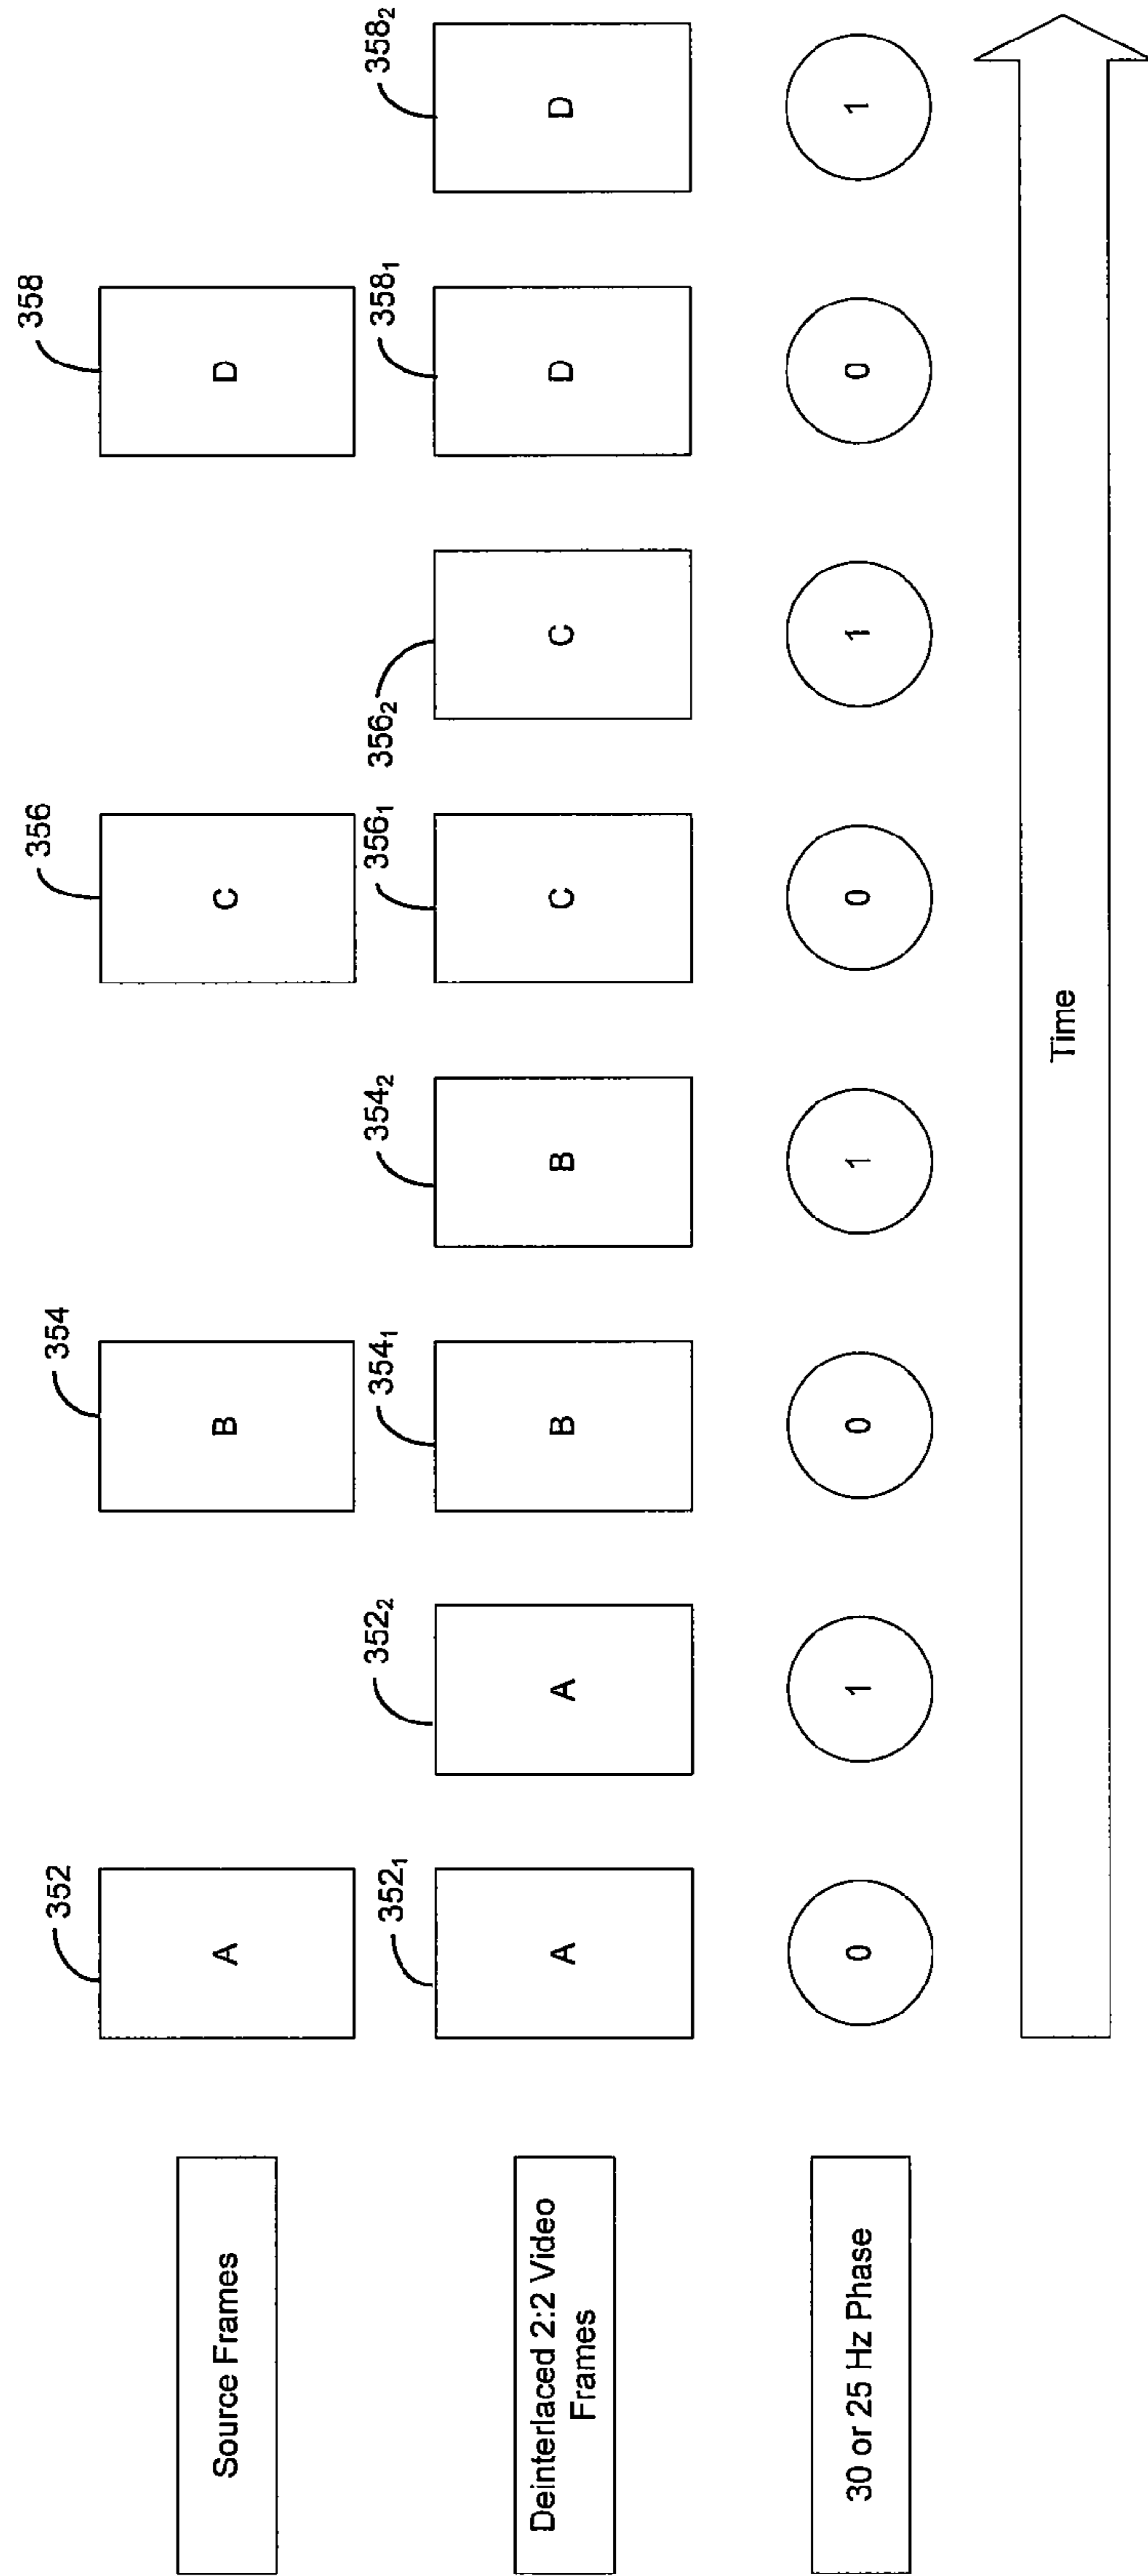 Source Frames
352
A
354
B
356
C
358
D
Deinterlaced 2:2 Video
Frames
352₁
A
352₂
A
354₁
B
354₂
B
356₁
C
356₂
C
358₁
D
358₂
D
30 or 25 Hz Phase
0
1
0
1
0
1
0
1
Time